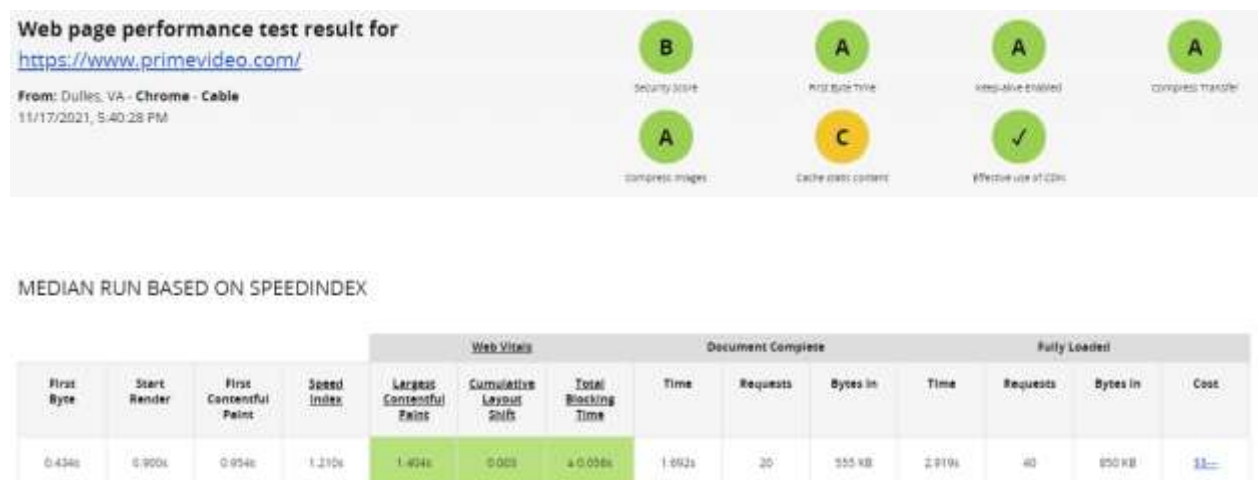 Web page performance test result for
https://www.primevideo.com/
From: Dulles, VA - Chrome - Cable
11/17/2021, 5:40:28 PM
B A A A
Security Score First Byte Time Keep-alive Enabled Compress Transfer
A C ✓
Compress Images Cache static content Effective use of CDN
MEDIAN RUN BASED ON SPEEDINDEX
Web Vitals Document Complete Fully Loaded
First Start First Speed Largest Cumulative Total Time Requests Bytes In Time Requests Bytes In Cost
Byte Render Contentful Index Contentful Layout Blocking
Paint Paint Shift Time
0.434s 0.900s 0.954s 1.210s 1.404s 0.003 ≥ 0.056s 1.692s 20 555 KB 2.919s 40 850 KB